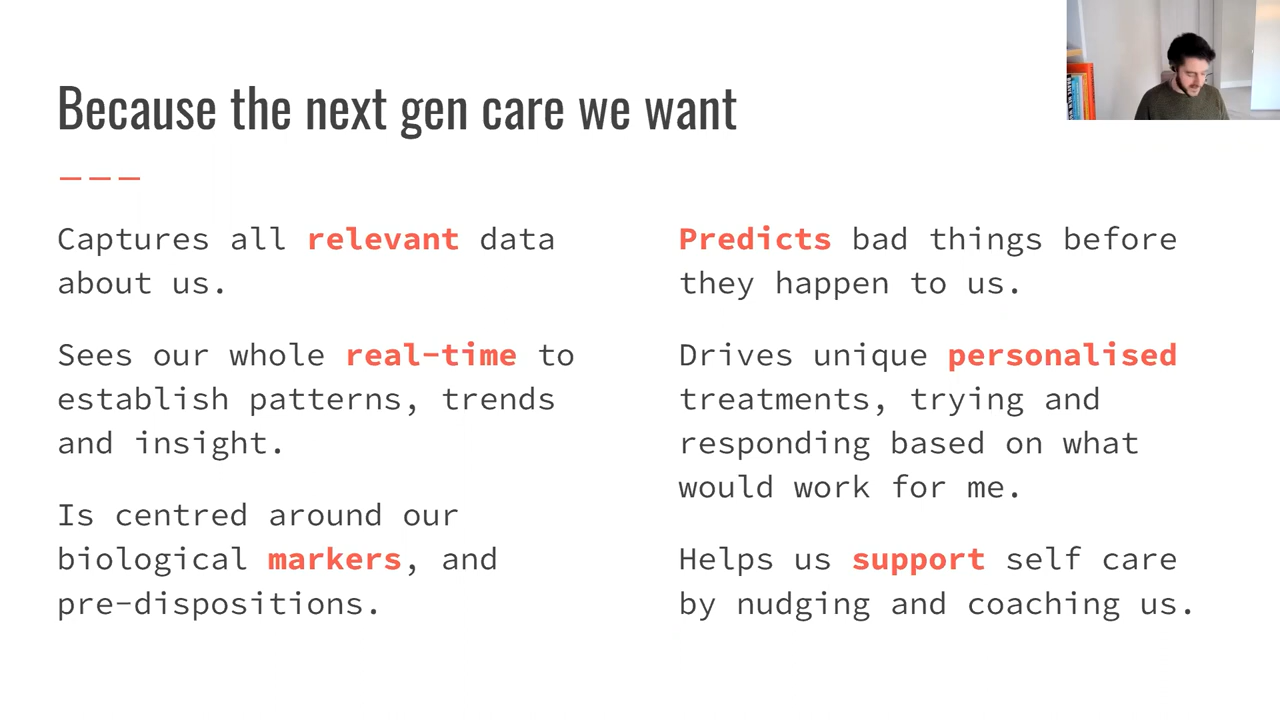 Because the next gen care we want
Captures all relevant data
about us.
Sees our whole real-time to
establish patterns, trends
and insight.
Is centred around our
biological markers, and
pre-dispositions.
Predicts bad things before
they happen to us.
Drives unique personalised
treatments, trying and
responding based on what
would work for me.
Helps us support self care
by nudging and coaching us.